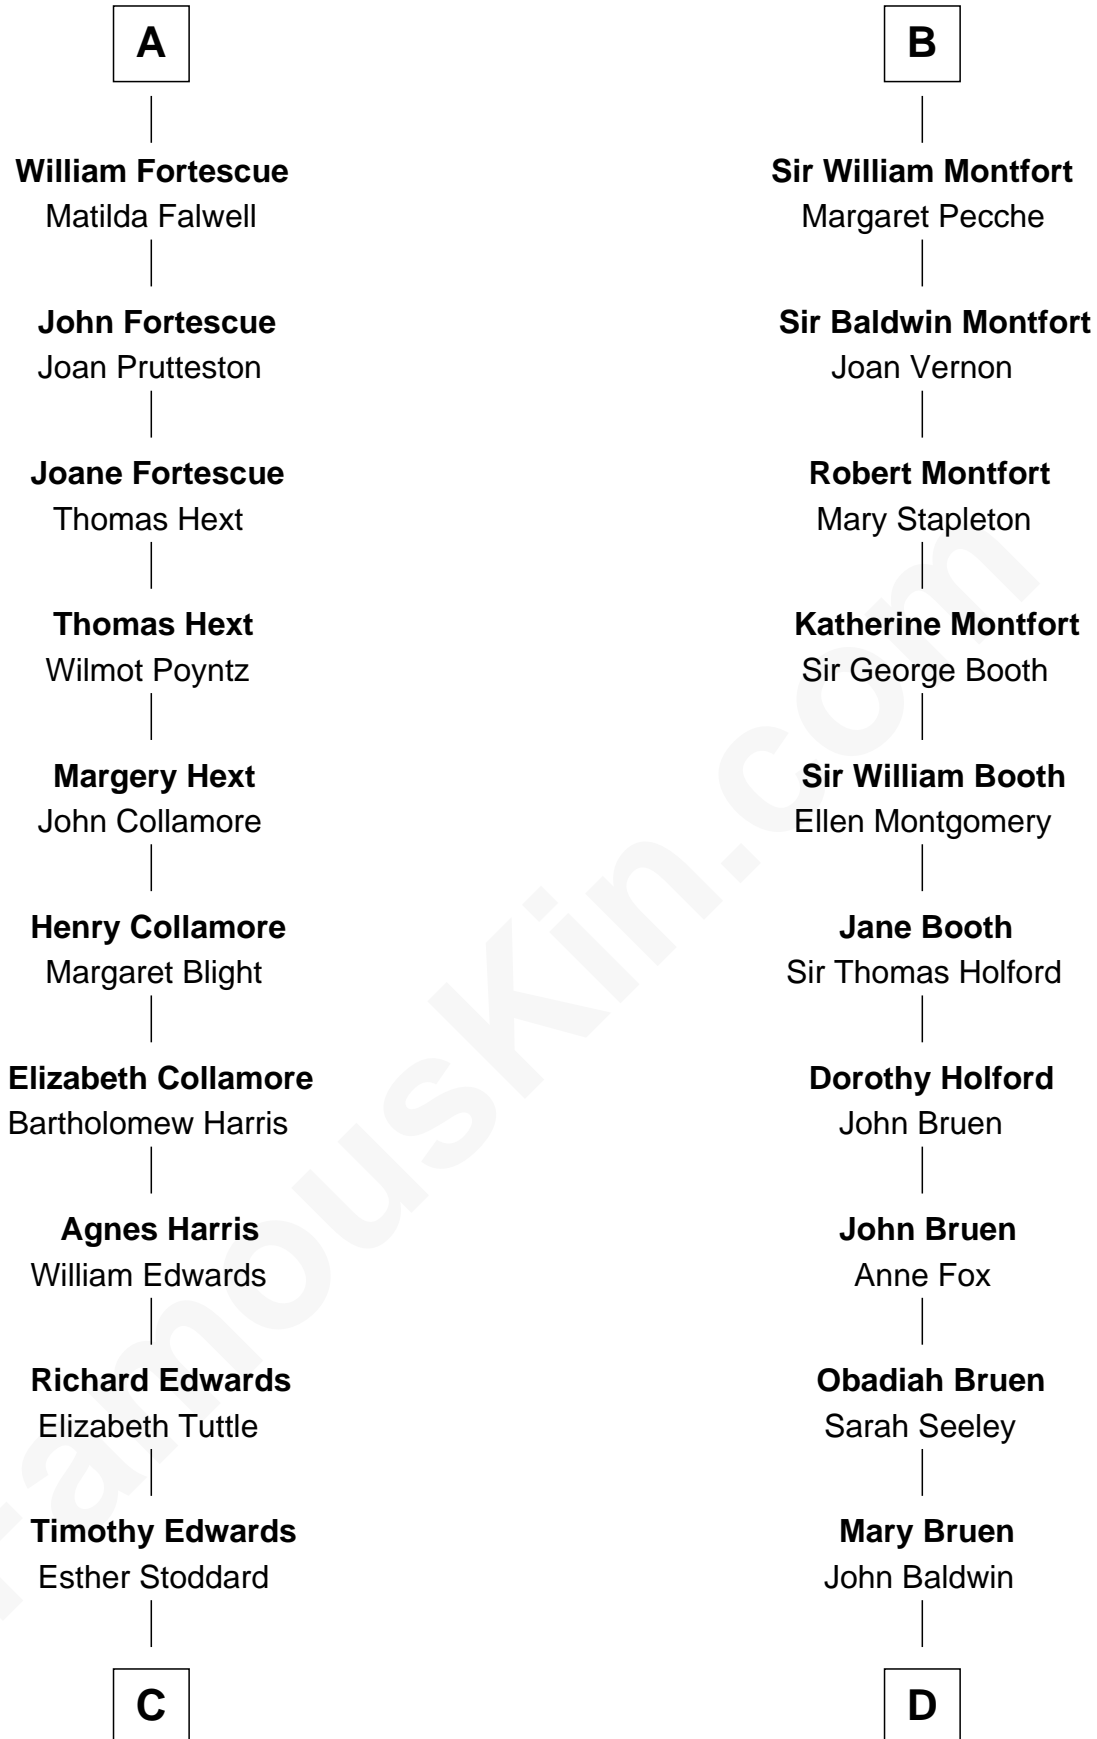 A
William Fortescue
Matilda Falwell
John Fortescue
Joan Prutteston
Joane Fortescue
Thomas Hext
Thomas Hext
Wilmot Poyntz
Margery Hext
John Collamore
Henry Collamore
Margaret Blight
Elizabeth Collamore
Bartholomew Harris
Agnes Harris
William Edwards
Richard Edwards
Elizabeth Tuttle
Timothy Edwards
Esther Stoddard
C
B
Sir William Montfort
Margaret Pecche
Sir Baldwin Montfort
Joan Vernon
Robert Montfort
Mary Stapleton
Katherine Montfort
Sir George Booth
Sir William Booth
Ellen Montgomery
Jane Booth
Sir Thomas Holford
Dorothy Holford
John Bruen
John Bruen
Anne Fox
Obadiah Bruen
Sarah Seeley
Mary Bruen
John Baldwin
D
FamousKin.com